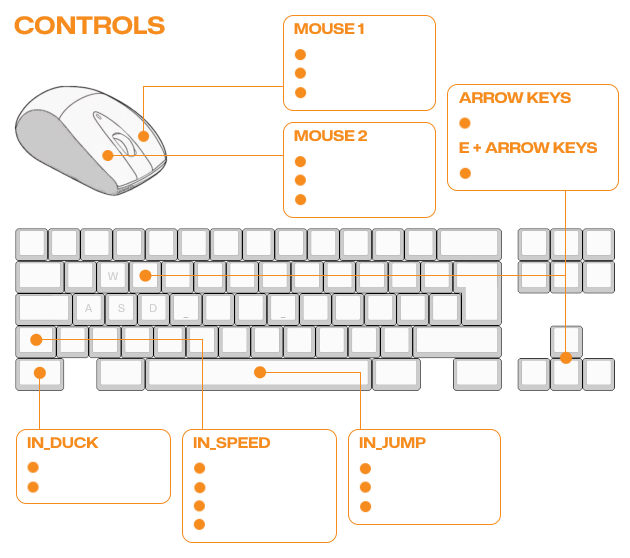 CONTROLS
MOUSE 1
MOUSE 2
ARROW KEYS
E + ARROW KEYS
W
A S D _ _
IN_DUCK
IN_SPEED
IN_JUMP